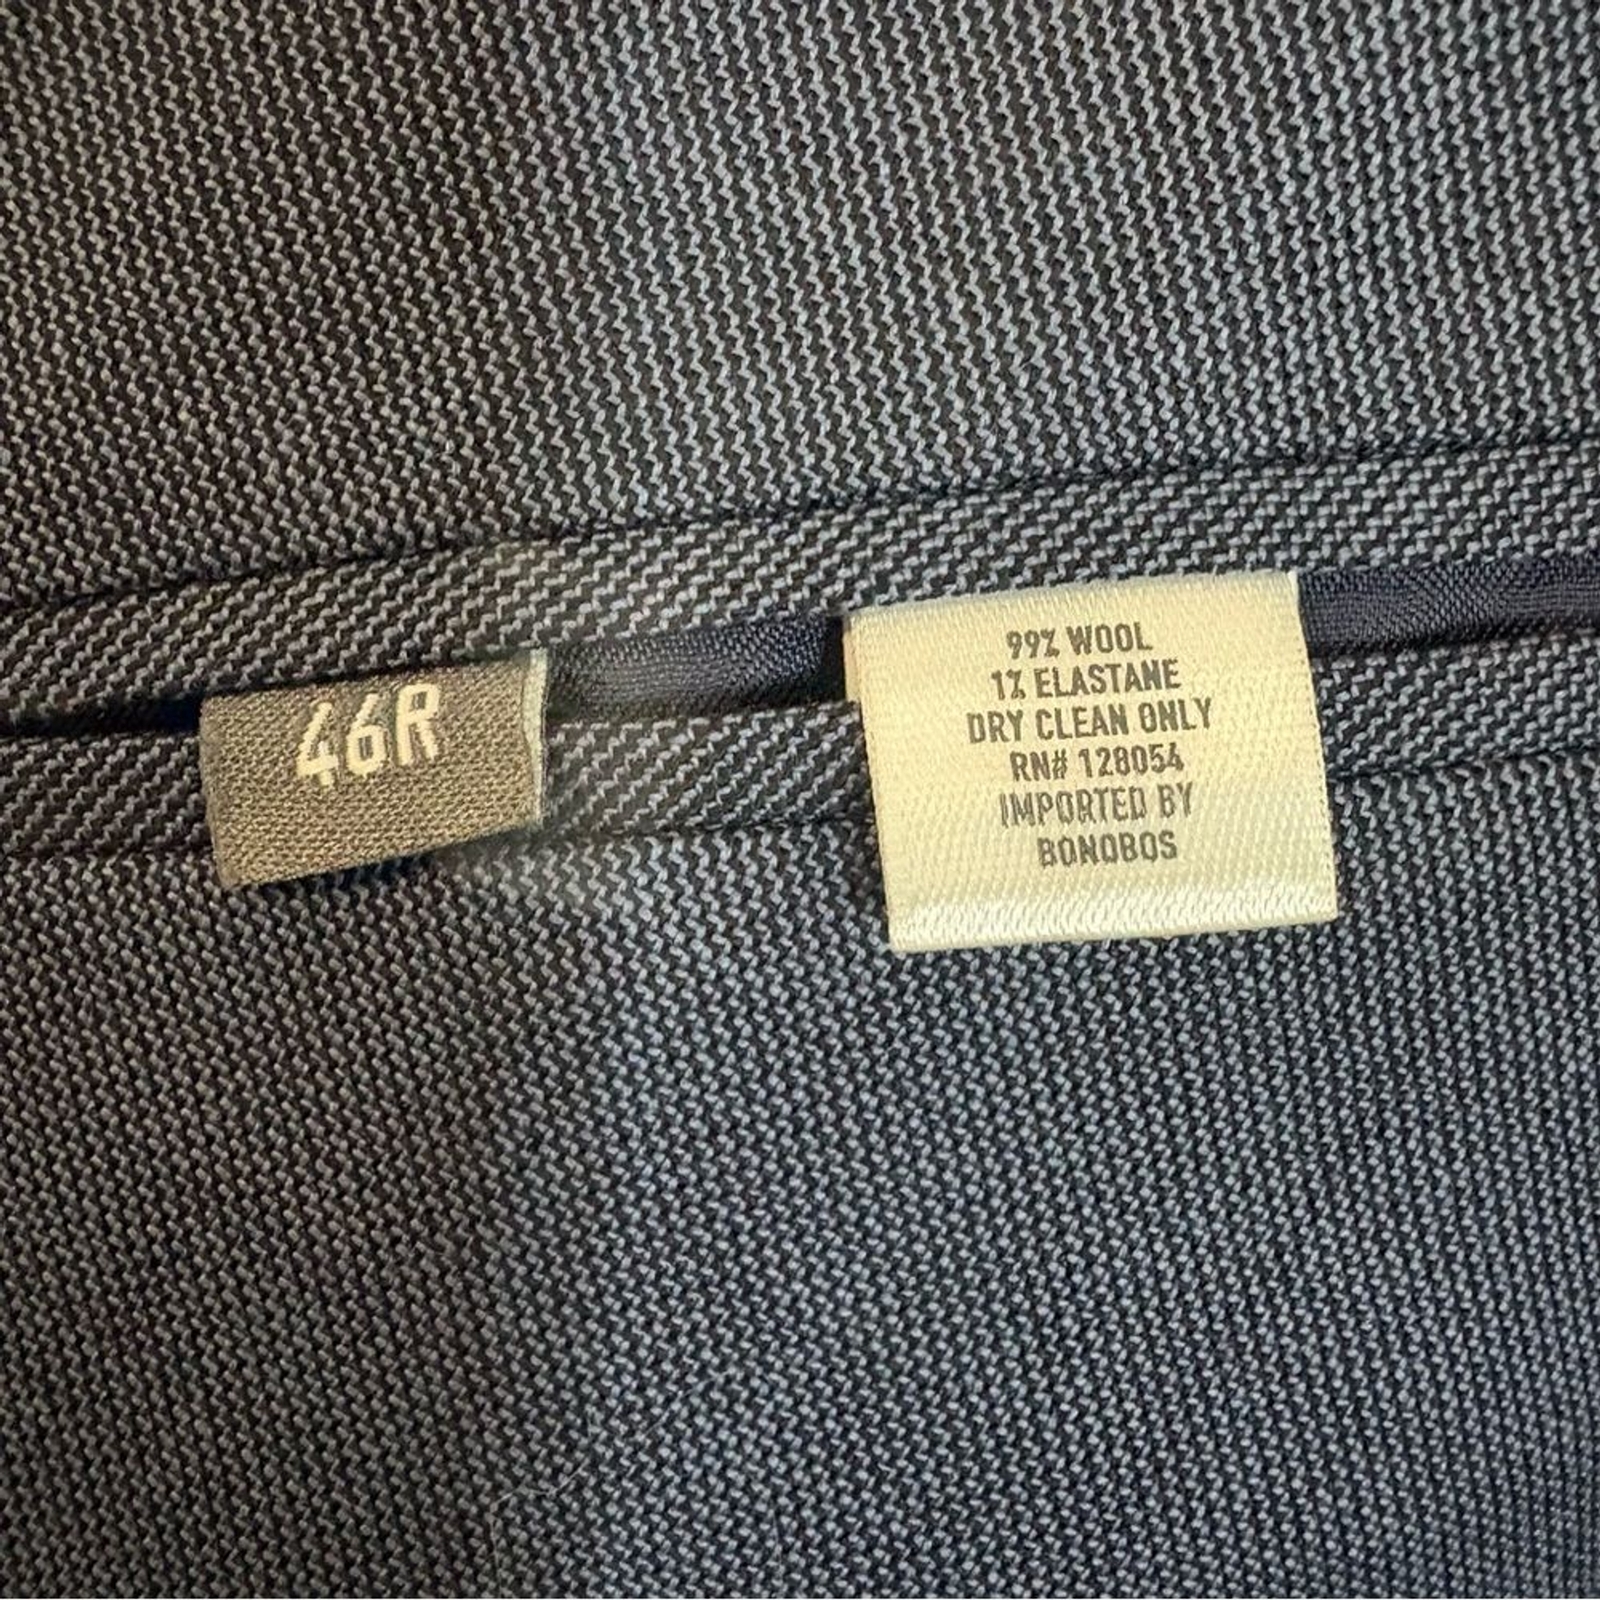 46R
99% WOOL
1% ELASTANE
DRY CLEAN ONLY
RN# 128054
IMPORTED BY
BONOBOS